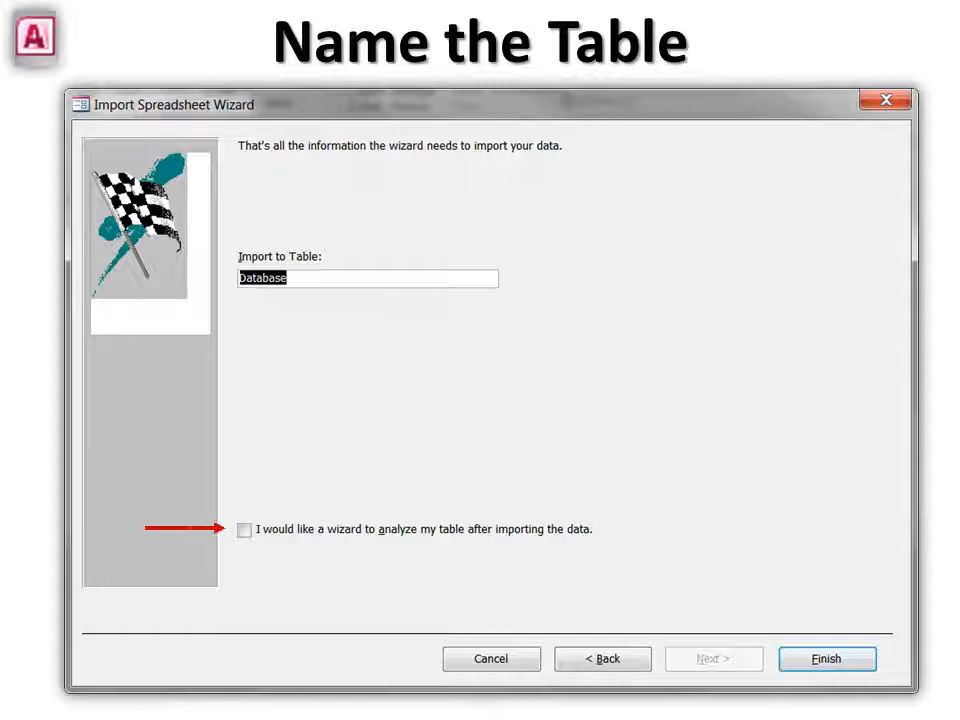 A
Name the Table
Import Spreadsheet Wizard
That's all the information the wizard needs to import your data.
Import to Table:
Database
I would like a wizard to analyze my table after importing the data.
Cancel
< Back
Next >
Finish